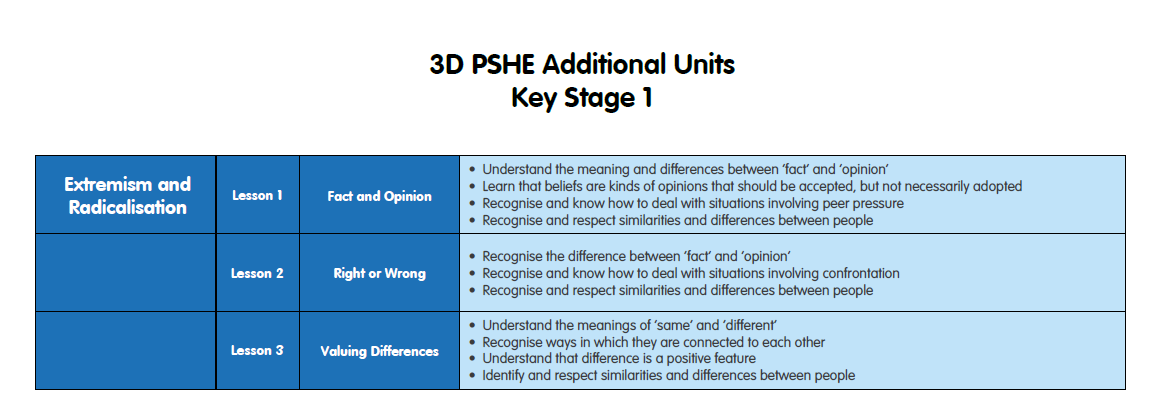 3D PSHE Additional Units
Key Stage 1
Extremism and
Radicalisation
Lesson 1
Fact and Opinion
• Understand the meaning and differences between ‘fact’ and ‘opinion’
• Learn that beliefs are kinds of opinions that should be accepted, but not necessarily adopted
• Recognise and know how to deal with situations involving peer pressure
• Recognise and respect similarities and differences between people
Lesson 2
Right or Wrong
• Recognise the difference between ‘fact’ and ‘opinion’
• Recognise and know how to deal with situations involving confrontation
• Recognise and respect similarities and differences between people
Lesson 3
Valuing Differences
• Understand the meanings of ‘same’ and ‘different’
• Recognise ways in which they are connected to each other
• Understand that difference is a positive feature
• Identify and respect similarities and differences between people